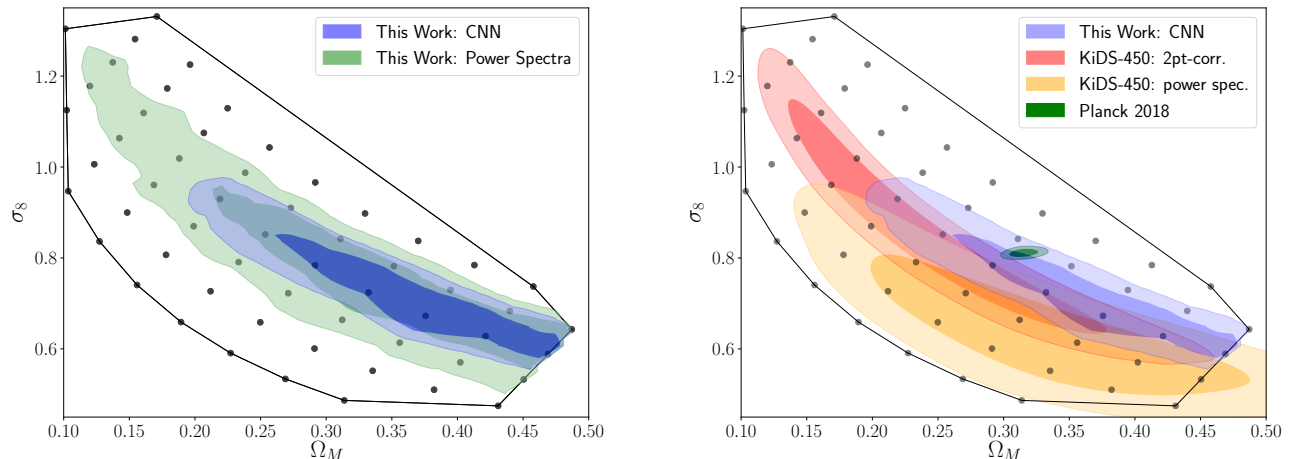 This Work: CNN
This Work: Power Spectra
1.2
1.0
0.8
0.6
σ8
0.10 0.15 0.20 0.25 0.30 0.35 0.40 0.45 0.50
ΩM
This Work: CNN
KiDS-450: 2pt-corr.
KiDS-450: power spec.
Planck 2018
1.2
1.0
0.8
0.6
σ8
0.10 0.15 0.20 0.25 0.30 0.35 0.40 0.45 0.50
ΩM